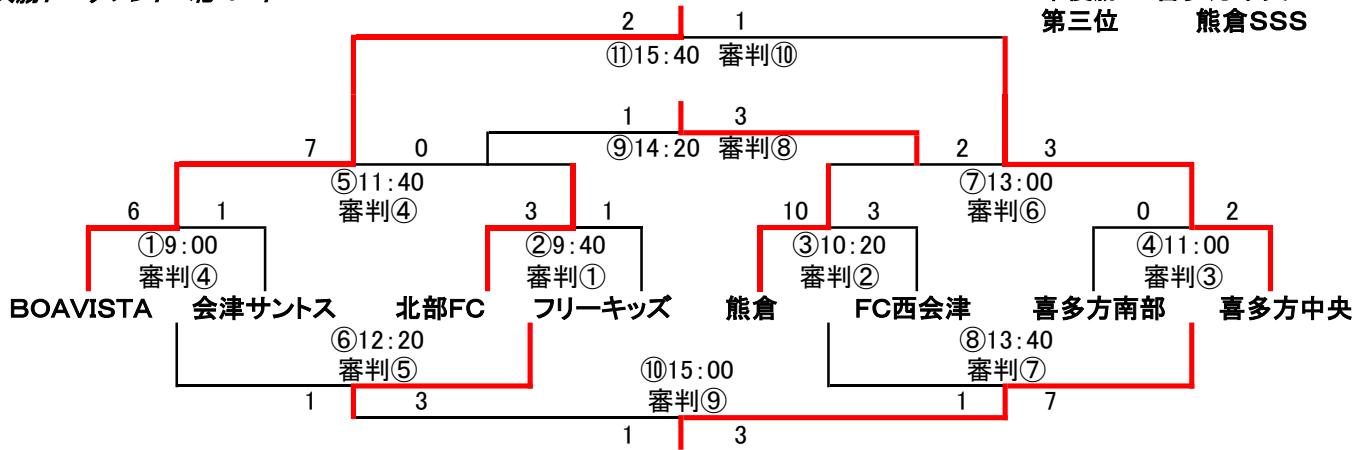 2 1
第三位 熊倉SSS
⑪15:40 審判⑩
1 3
⑨14:20 審判⑧
7 0
2 3
⑤11:40
審判④
⑦13:00
審判⑥
6 1
3 1
10 3
0 2
①9:00
審判④
②9:40
審判①
③10:20
審判②
④11:00
審判③
BOAVISTA 会津サントス 北部FC フリーキッズ 熊倉 FC西会津 喜多方南部 喜多方中央
⑥12:20
審判⑤
⑧13:40
審判⑦
⑩15:00
審判⑨
1 3
1 7
1 3